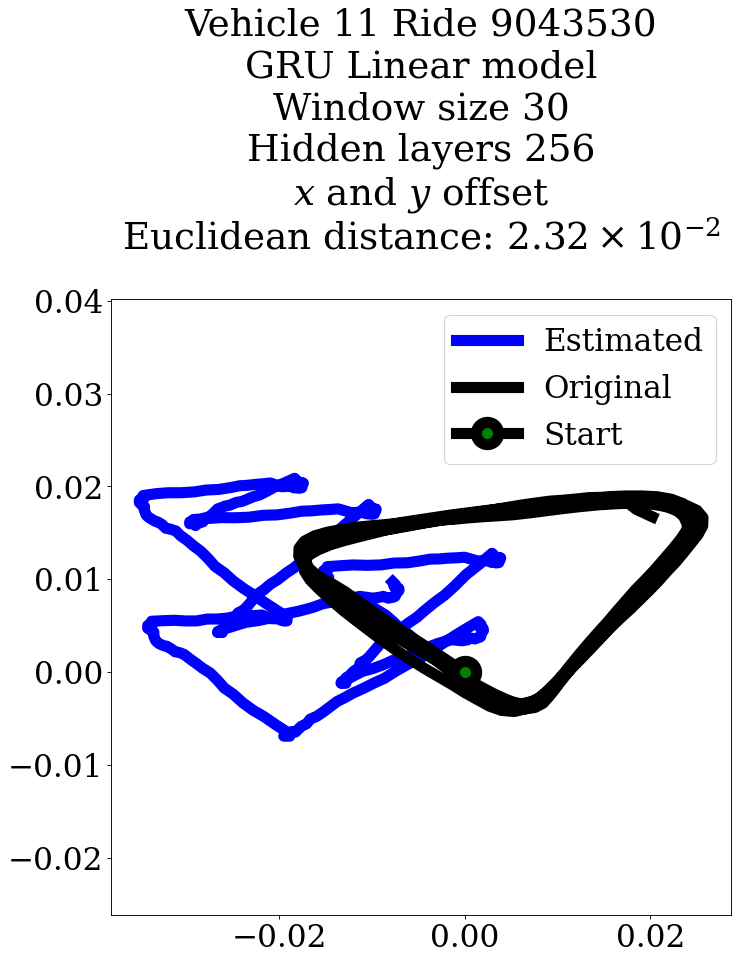 Vehicle 11 Ride 9043530
GRU Linear model
Window size 30
Hidden layers 256
x and y offset
Euclidean distance: 2.32 × 10⁻²
0.04
0.03
0.02
0.01
0.00
−0.01
−0.02
Estimated
Original
Start
−0.02 0.00 0.02